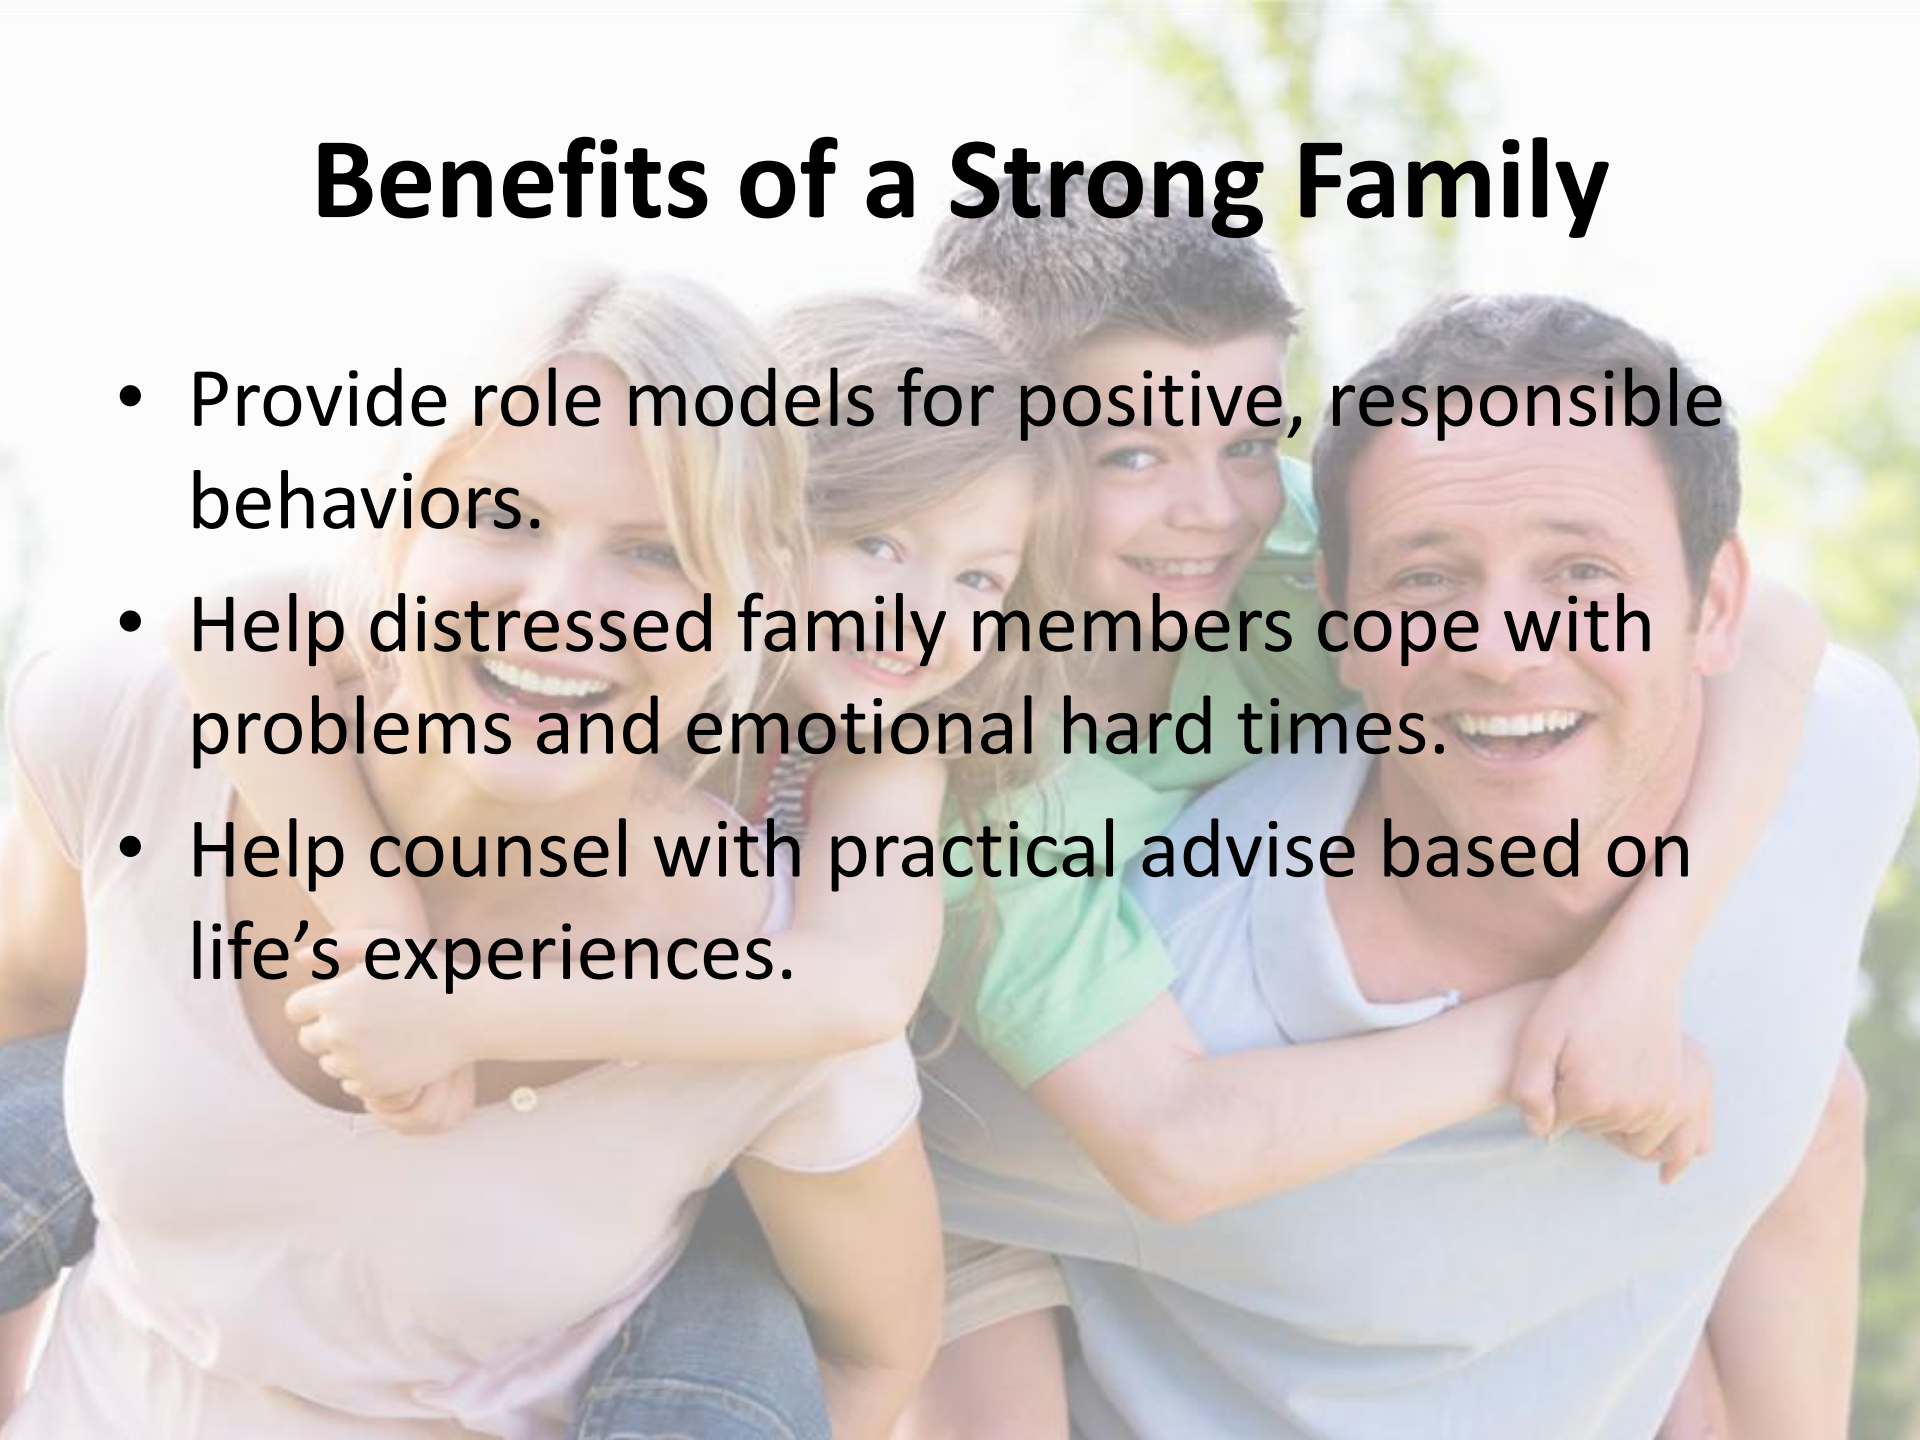 Benefits of a Strong Family
• Provide role models for positive, responsible
behaviors.
• Help distressed family members cope with
problems and emotional hard times.
• Help counsel with practical advise based on
life’s experiences.